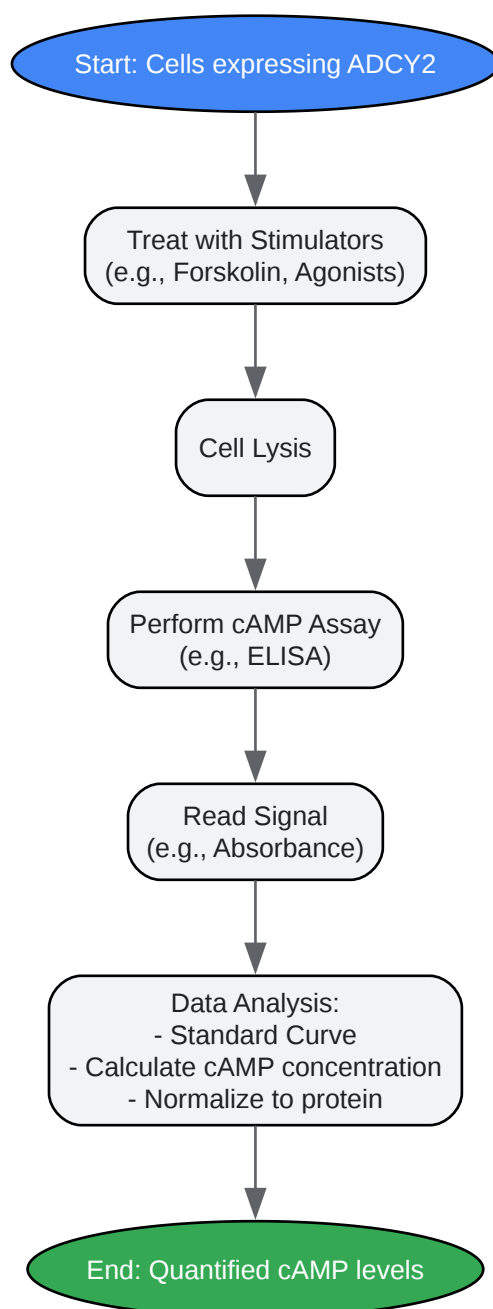 Start: Cells expressing ADCY2
Treat with Stimulators
(e.g., Forskolin, Agonists)
Cell Lysis
Perform cAMP Assay
(e.g., ELISA)
Read Signal
(e.g., Absorbance)
Data Analysis:
- Standard Curve
- Calculate cAMP concentration
- Normalize to protein
End: Quantified cAMP levels